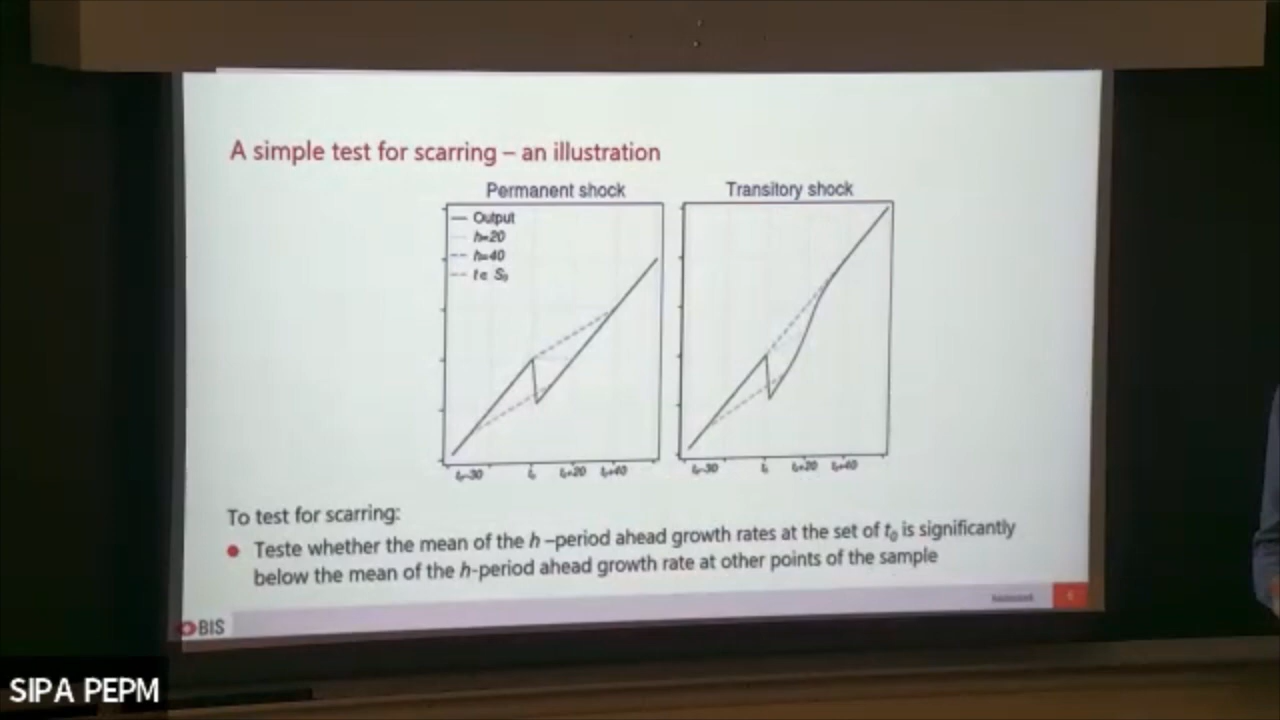 A simple test for scarring – an illustration
Permanent shock
Transitory shock
Output
h=20
h=40
t ∈ S₀
t₀-30
t₀
t₀+20
t₀+40
t₀-30
t₀
t₀+20
t₀+40
To test for scarring:
Teste whether the mean of the h –period ahead growth rates at the set of t₀ is significantly
below the mean of the h-period ahead growth rate at other points of the sample
BIS
SIPA PEPM